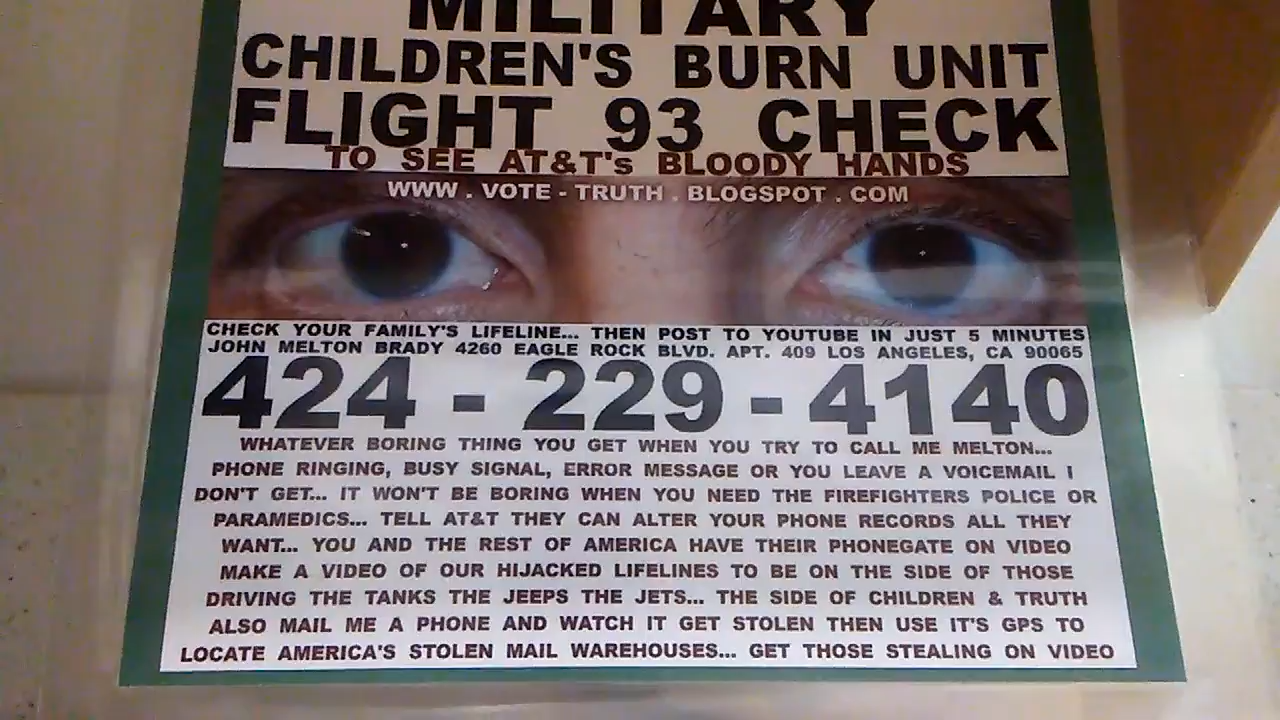 MILITARY
CHILDREN'S BURN UNIT
FLIGHT 93 CHECK
TO SEE AT&T's BLOODY HANDS
WWW . VOTE - TRUTH . BLOGSPOT . COM
CHECK YOUR FAMILY'S LIFELINE... THEN POST TO YOUTUBE IN JUST 5 MINUTES
JOHN MELTON BRADY 4260 EAGLE ROCK BLVD. APT. 409 LOS ANGELES, CA 90065
424 - 229 - 4140
WHATEVER BORING THING YOU GET WHEN YOU TRY TO CALL ME MELTON...
PHONE RINGING, BUSY SIGNAL, ERROR MESSAGE OR YOU LEAVE A VOICEMAIL I
DON'T GET... IT WON'T BE BORING WHEN YOU NEED THE FIREFIGHTERS POLICE OR
PARAMEDICS... TELL AT&T THEY CAN ALTER YOUR PHONE RECORDS ALL THEY
WANT... YOU AND THE REST OF AMERICA HAVE THEIR PHONEGATE ON VIDEO
MAKE A VIDEO OF OUR HIJACKED LIFELINES TO BE ON THE SIDE OF THOSE
DRIVING THE TANKS THE JEEPS THE JETS... THE SIDE OF CHILDREN & TRUTH
ALSO MAIL ME A PHONE AND WATCH IT GET STOLEN THEN USE IT'S GPS TO
LOCATE AMERICA'S STOLEN MAIL WAREHOUSES... GET THOSE STEALING ON VIDEO